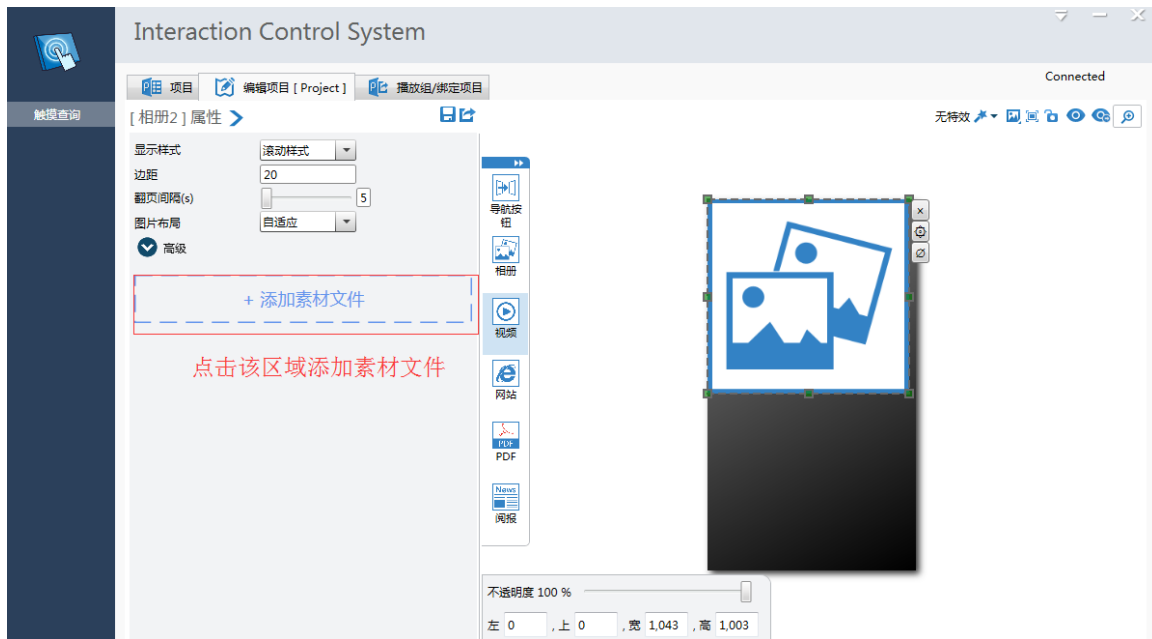 Interaction Control System
Connected
项目
编辑项目 [ Project ]
播放组/绑定项目
触摸查询
[ 相册2 ] 属性
无特效
显示样式
滚动样式
边距
20
翻页间隔(s)
5
图片布局
自适应
高级
+ 添加素材文件
点击该区域添加素材文件
导航按
钮
相册
视频
网站
PDF
PDF
News
阅报
不透明度 100 %
左 0 , 上 0 , 宽 1,043 , 高 1,003